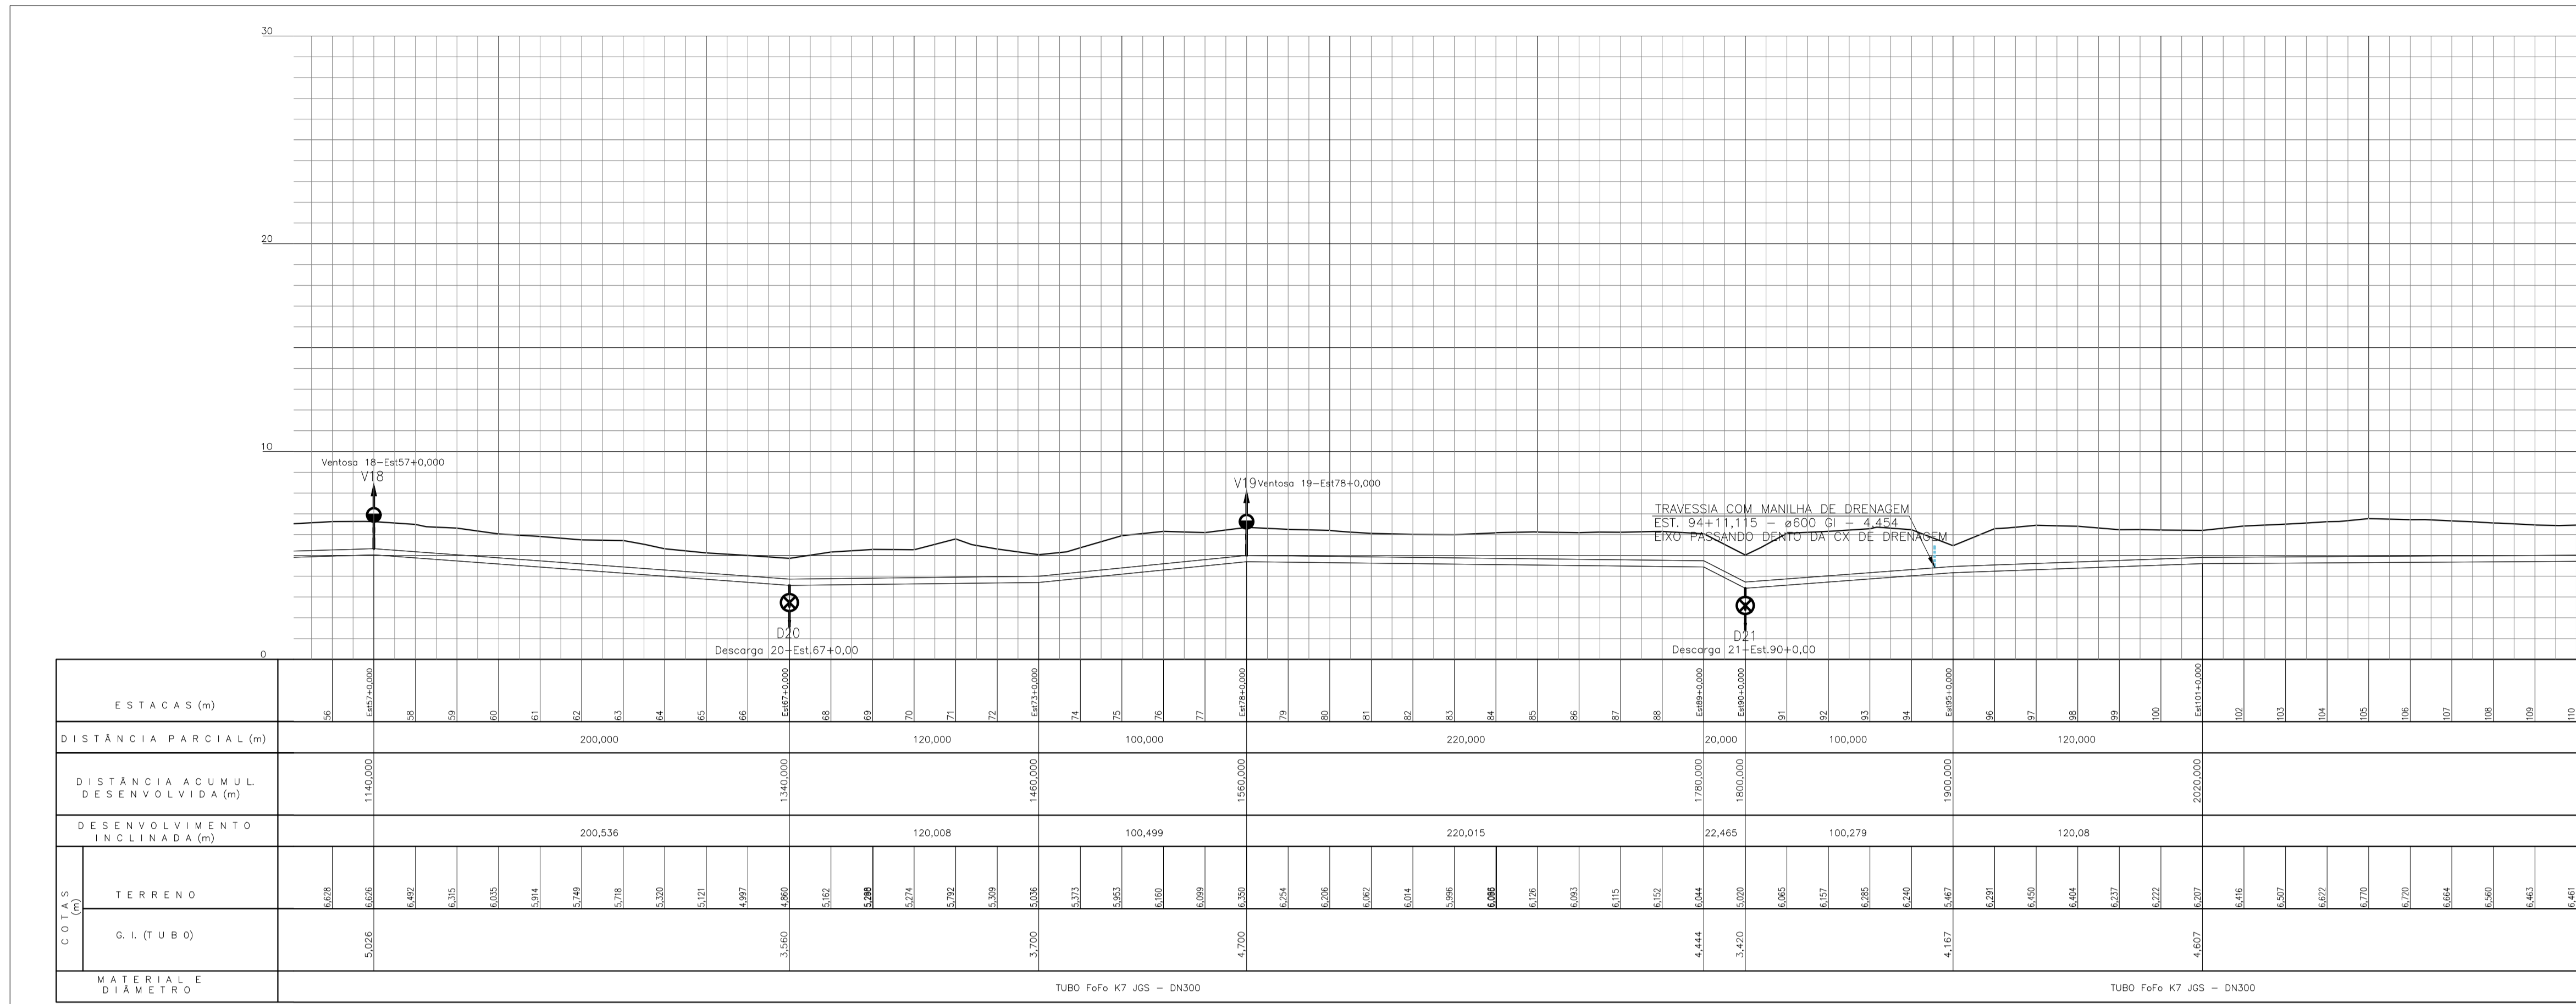 30
20
10
0
Ventosa 18-Est57+0,000
V18
V19 Ventosa 19-Est78+0,000
TRAVESSIA COM MANILHA DE DRENAGEM
EST. 94+11,115 - ø600 GI - 4,454
EIXO PASSANDO DENTO DA CX DE DRENAGEM
D20
Descarga 20-Est.67+0,00
D21
Descarga 21-Est.90+0,00
ESTACAS (m)
56 Est57+0,000 58 59 60 61 62 63 64 65 66 Est67+0,000 68 69 70 71 72 Est73+0,000 74 75 76 77 Est78+0,000 79 80 81 82 83 84 85 86 87 88 Est89+0,000 Est90+0,000 91 92 93 94 Est95+0,000 96 97 98 99 100 Est101+0,000 102 103 104 105 106 107 108 109 110
DISTÂNCIA PARCIAL (m)
200,000 120,000 100,000 220,000 20,000 100,000 120,000
DISTÂNCIA ACUMUL.
DESENVOLVIDA (m)
1140,000 1340,000 1460,000 1560,000 1780,000 1800,000 1900,000 2020,000
DESENVOLVIMENTO
INCLINADA (m)
200,536 120,008 100,499 220,015 22,465 100,279 120,08
COTAS
(m)
TERRENO
6,628 6,626 6,492 6,315 6,035 5,914 5,749 5,718 5,320 5,121 4,997 4,860 5,162 5,274 5,792 5,309 5,036 5,373 5,953 6,160 6,099 6,350 6,254 6,206 6,062 6,014 5,996 6,126 6,093 6,115 6,152 6,044 5,020 6,065 6,157 6,285 6,240 5,467 6,291 6,450 6,404 6,237 6,222 6,207 6,416 6,507 6,622 6,770 6,720 6,664 6,560 6,463 6,461
G. I. (TUBO)
5,026 3,560 3,700 4,700 4,444 3,420 4,167 4,607
MATERIAL E
DIÂMETRO
TUBO FoFo K7 JGS - DN300
TUBO FoFo K7 JGS - DN300